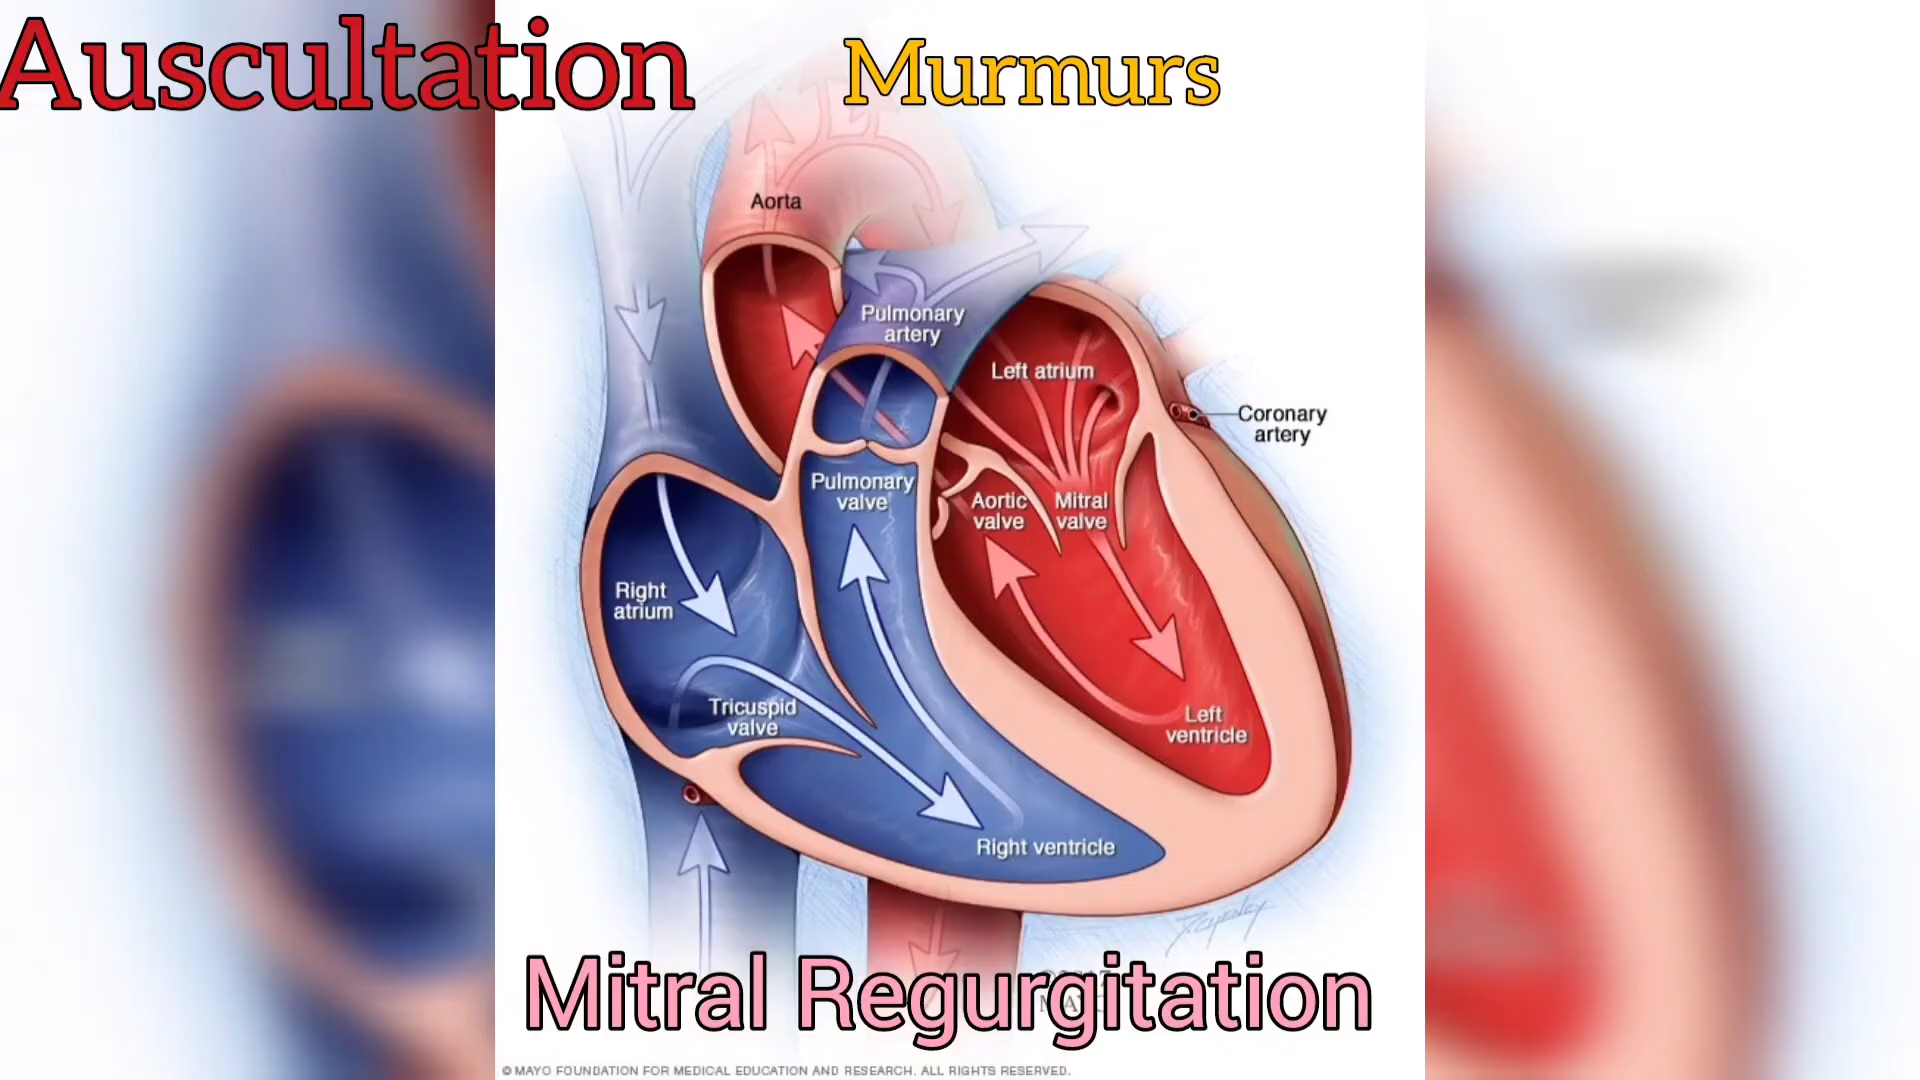 Auscultation
Murmurs
Aorta
Pulmonary
artery
Left atrium
Coronary
artery
Pulmonary
valve
Aortic
valve
Mitral
valve
Right
atrium
Tricuspid
valve
Left
ventricle
Right ventricle
Mitral Regurgitation
© MAYO FOUNDATION FOR MEDICAL EDUCATION AND RESEARCH. ALL RIGHTS RESERVED.